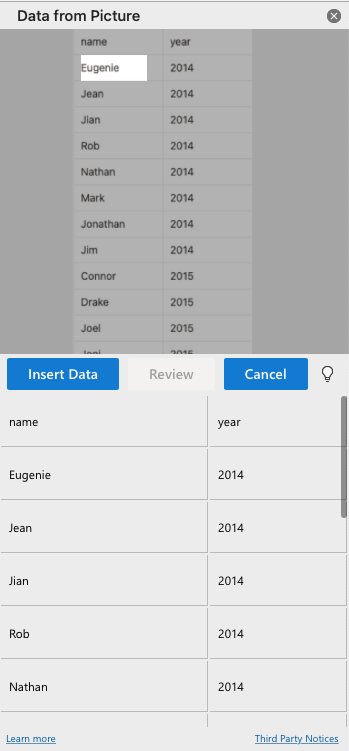 Data from Picture
name year
Eugenie 2014
Jean 2014
Jian 2014
Rob 2014
Nathan 2014
Mark 2014
Jonathan 2014
Jim 2014
Connor 2015
Drake 2015
Joel 2015
2015
Insert Data Review Cancel
name year
Eugenie 2014
Jean 2014
Jian 2014
Rob 2014
Nathan 2014
Learn more Third Party Notices